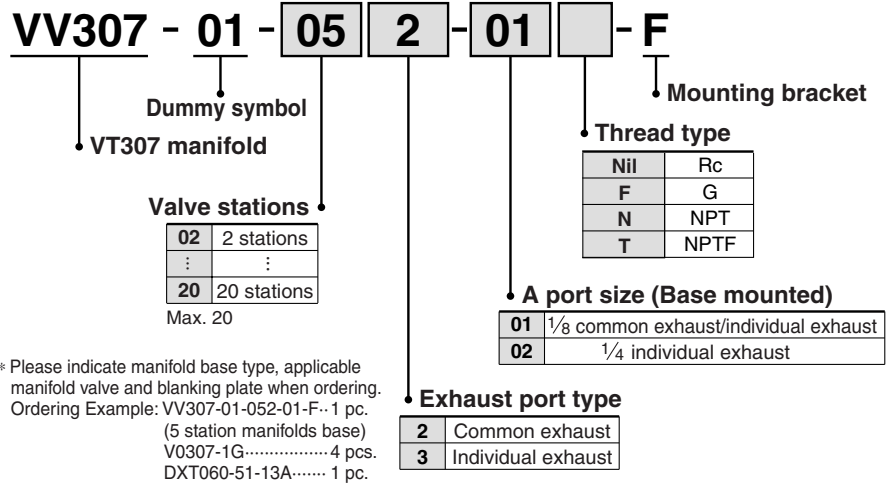 VV307 - 01 - 05 2 - 01 - F
Mounting bracket
Dummy symbol
Thread type
VT307 manifold
Nil Rc
F G
N NPT
T NPTF
Valve stations
02 2 stations
⋮ ⋮
20 20 stations
Max. 20
A port size (Base mounted)
01 1⁄8 common exhaust/individual exhaust
02 1⁄4 individual exhaust
* Please indicate manifold base type, applicable
manifold valve and blanking plate when ordering.
Ordering Example: VV307-01-052-01-F·· 1 pc.
(5 station manifolds base)
V0307-1G················· 4 pcs.
DXT060-51-13A······· 1 pc.
Exhaust port type
2 Common exhaust
3 Individual exhaust